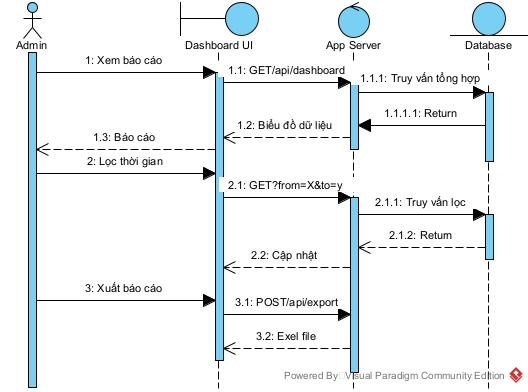 Admin
Dashboard UI
App Server
Database
1: Xem báo cáo
1.1: GET/api/dashboard
1.1.1: Truy vấn tổng hợp
1.1.1.1: Return
1.2: Biểu đồ dữ liệu
1.3: Báo cáo
2: Lọc thời gian
2.1: GET?from=X&to=y
2.1.1: Truy vấn lọc
2.1.2: Return
2.2: Cập nhật
3: Xuất báo cáo
3.1: POST/api/export
3.2: Exel file
Powered By Visual Paradigm Community Edition